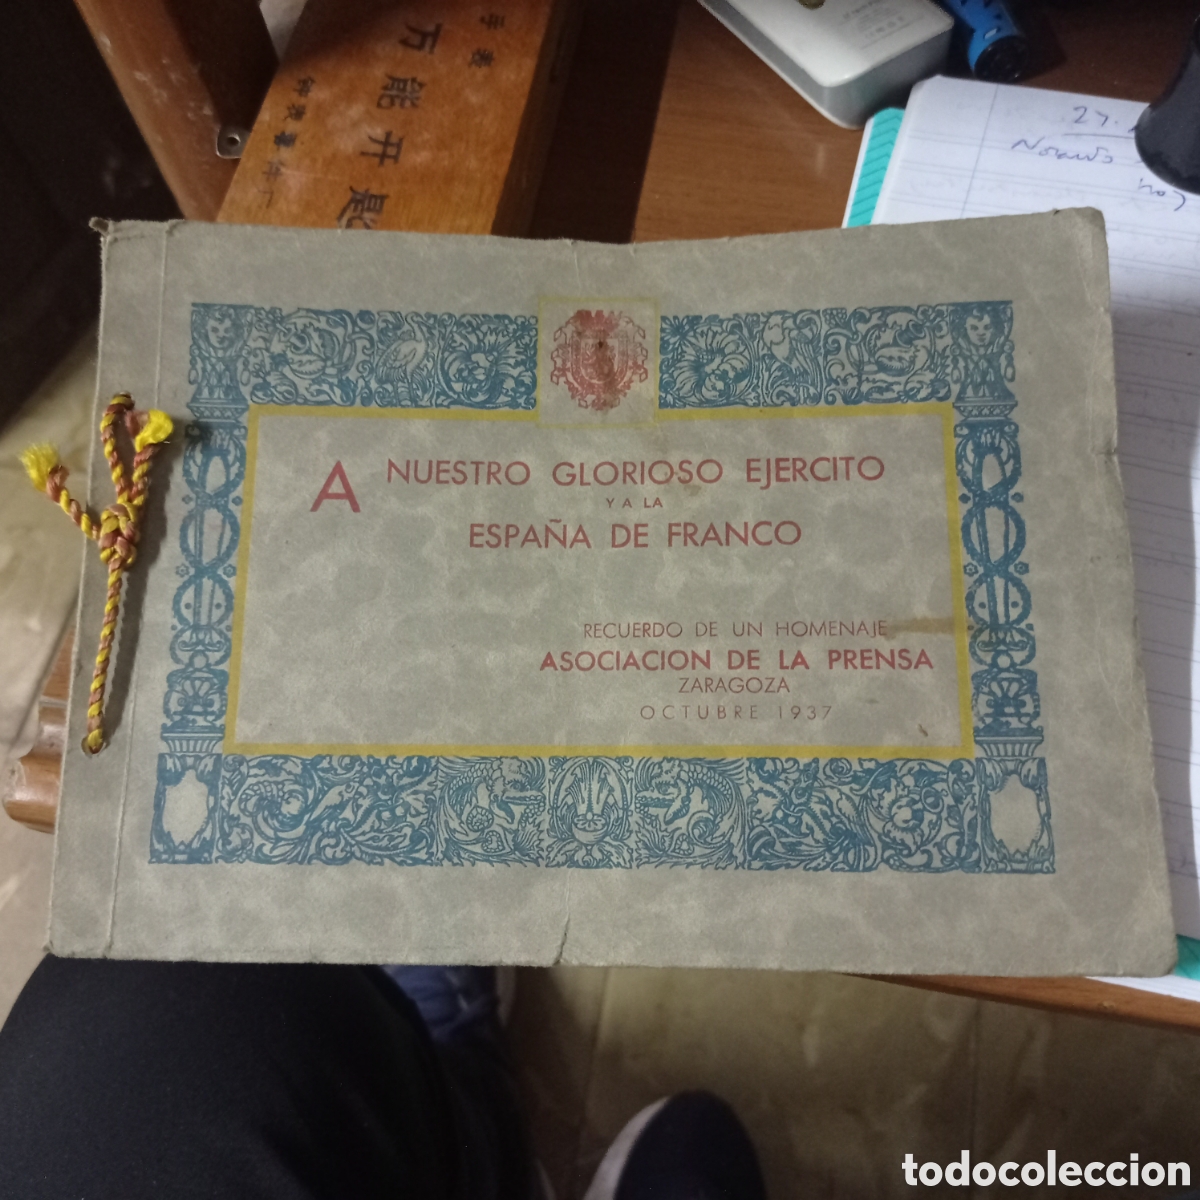 万能开
A NUESTRO GLORIOSO EJERCITO
Y A LA
ESPAÑA DE FRANCO
RECUERDO DE UN HOMENAJE
ASOCIACION DE LA PRENSA
ZARAGOZA
OCTUBRE 1937
todocoleccion